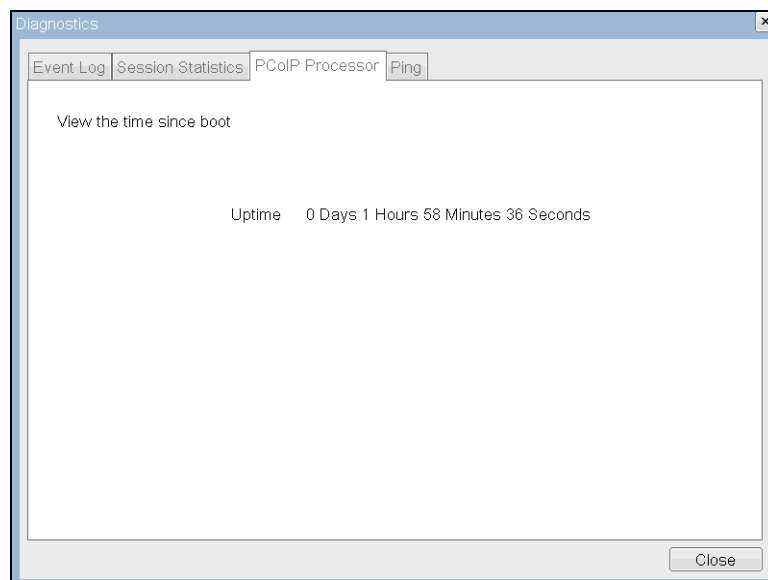 Diagnostics
Event Log Session Statistics PCoIP Processor Ping
View the time since boot
Uptime 0 Days 1 Hours 58 Minutes 36 Seconds
Close